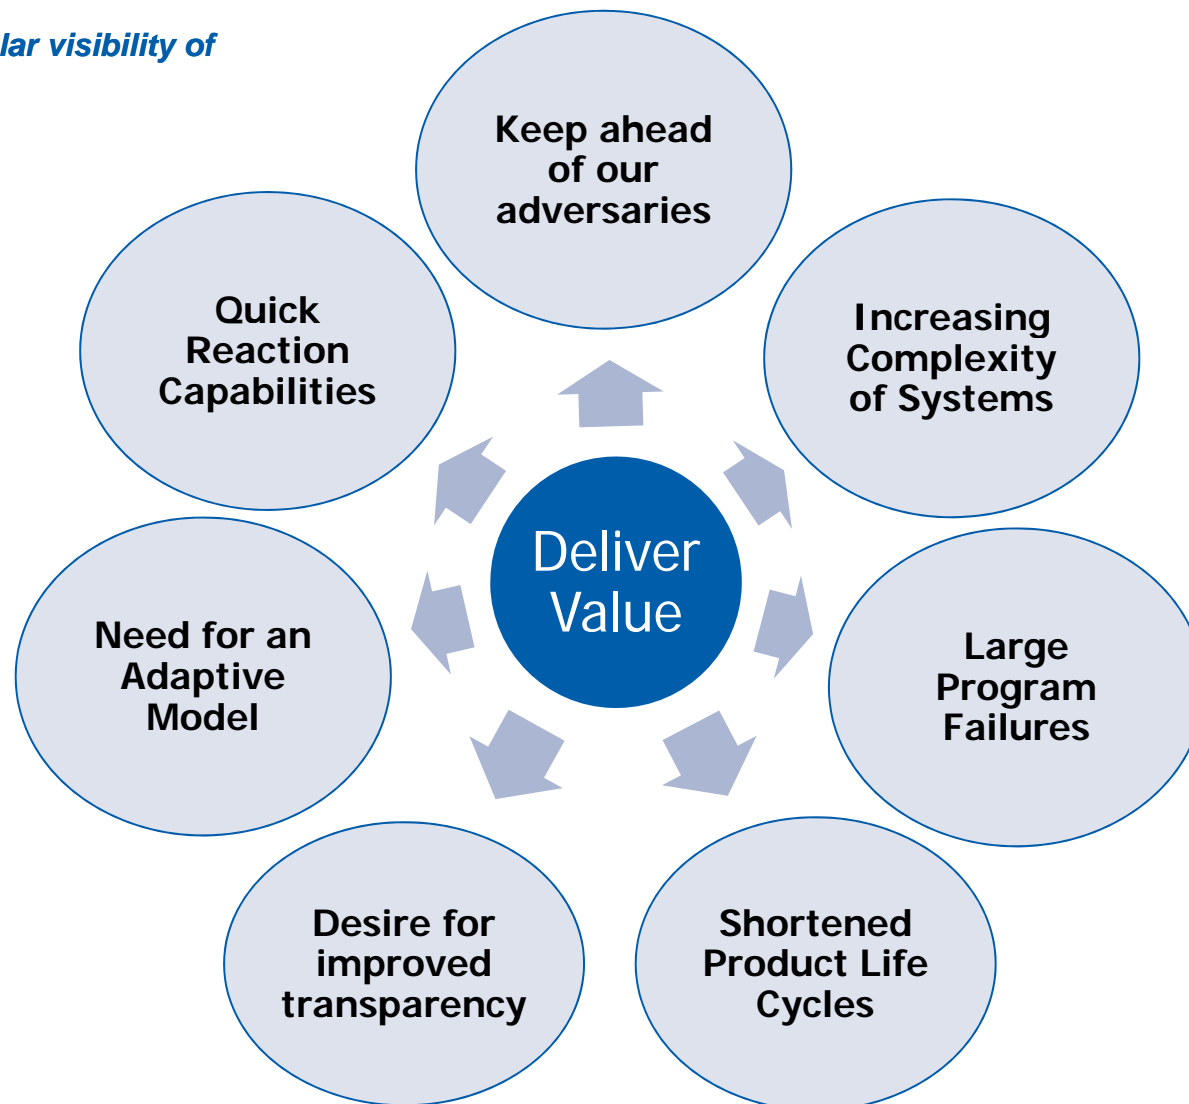 lar visibility of
Keep ahead
of our
adversaries
Increasing
Complexity
of Systems
Large
Program
Failures
Shortened
Product Life
Cycles
Desire for
improved
transparency
Need for an
Adaptive
Model
Quick
Reaction
Capabilities
Deliver
Value